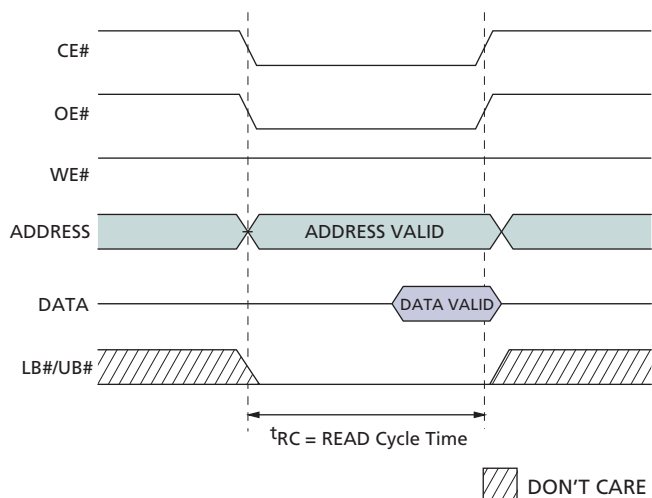 CE#
OE#
WE#
ADDRESS
ADDRESS VALID
DATA
DATA VALID
LB#/UB#
tRC = READ Cycle Time
DON'T CARE